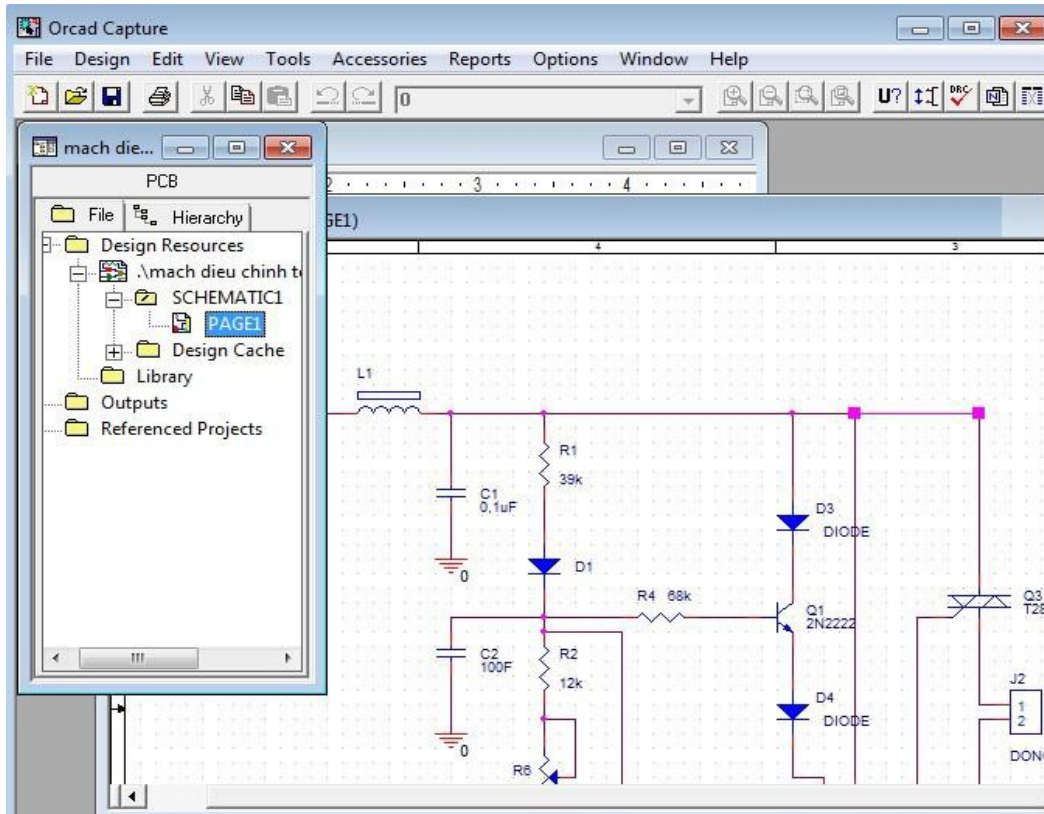 Orcad Capture
File Design Edit View Tools Accessories Reports Options Window Help
0
U?
DRC
mach die...
PCB
File Hierarchy
Design Resources
.\mach dieu chinh t
SCHEMATIC1
PAGE1
Design Cache
Library
Outputs
Referenced Projects
2 3 4
GE1)
4 3
L1
R1
39k
C1
0,1uF
0
D1
D3
DIODE
R4 68k
Q1
2N2222
Q3
T28
C2
100F
R2
12k
0
R6
D4
DIODE
J2
1
2
DON